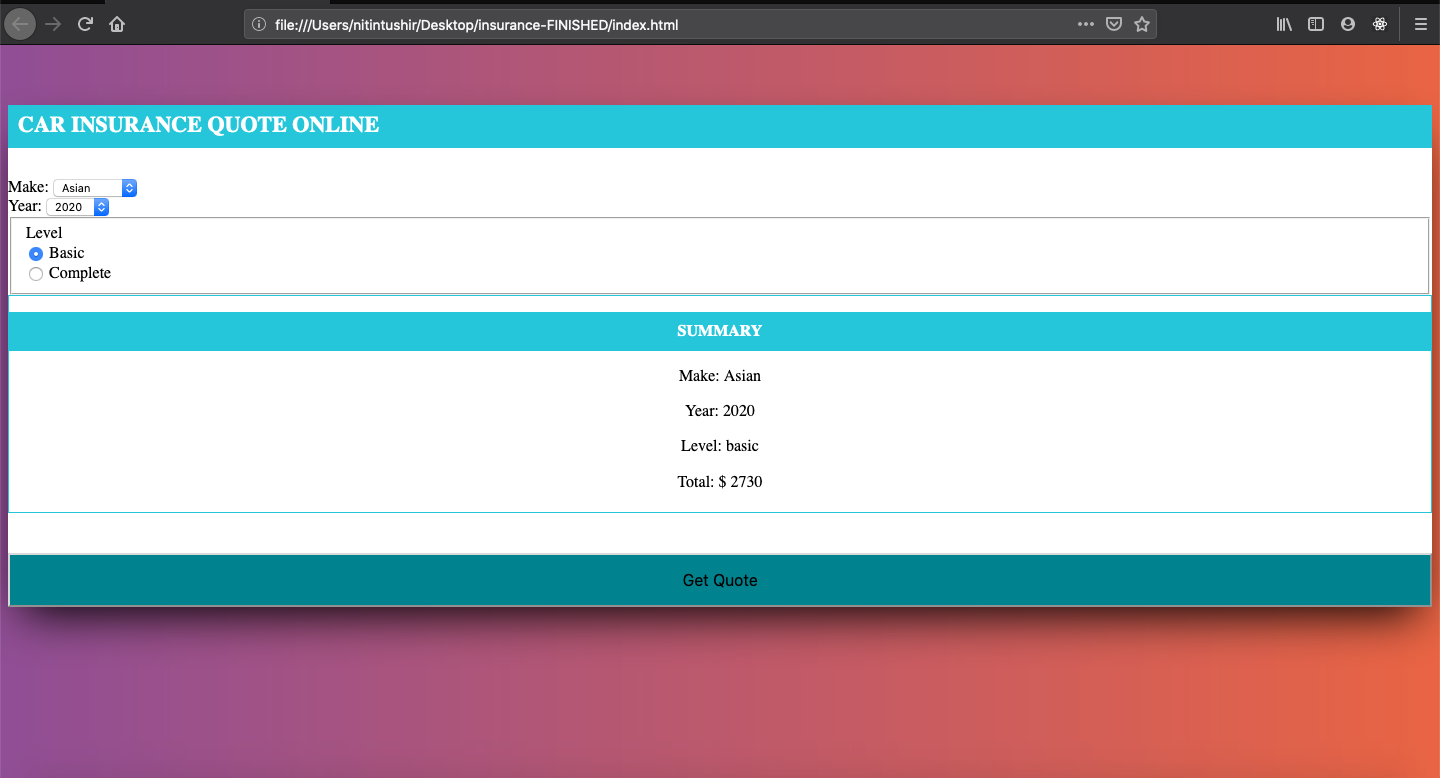 file:///Users/nitintushir/Desktop/insurance-FINISHED/index.html
CAR INSURANCE QUOTE ONLINE
Make: Asian
Year: 2020
Level
Basic
Complete
SUMMARY
Make: Asian
Year: 2020
Level: basic
Total: $ 2730
Get Quote